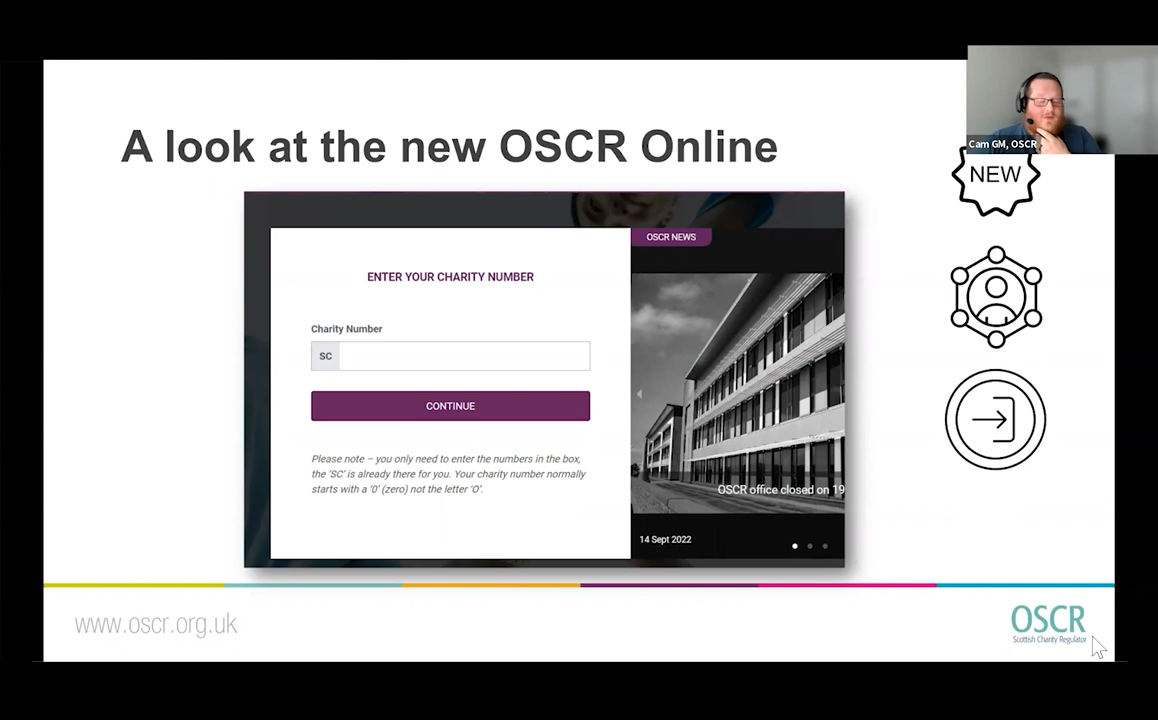 Cam GM, OSCR
A look at the new OSCR Online
NEW
OSCR NEWS
ENTER YOUR CHARITY NUMBER
Charity Number
SC
CONTINUE
Please note – you only need to enter the numbers in the box,
the ‘SC’ is already there for you. Your charity number normally
starts with a ‘0’ (zero) not the letter ‘O’.
OSCR office closed on 19
14 Sept 2022
www.oscr.org.uk
OSCR
Scottish Charity Regulator